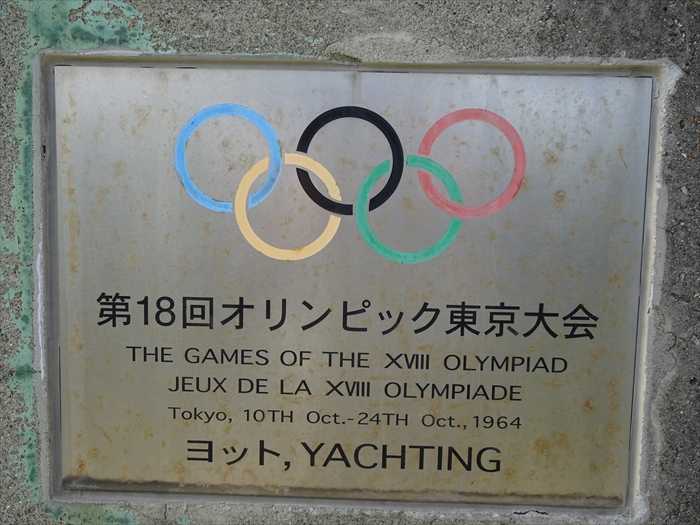 第18回オリンピック東京大会
THE GAMES OF THE XVIII OLYMPIAD
JEUX DE LA XVIII OLYMPIADE
Tokyo, 10TH Oct.-24TH Oct., 1964
ヨット, YACHTING